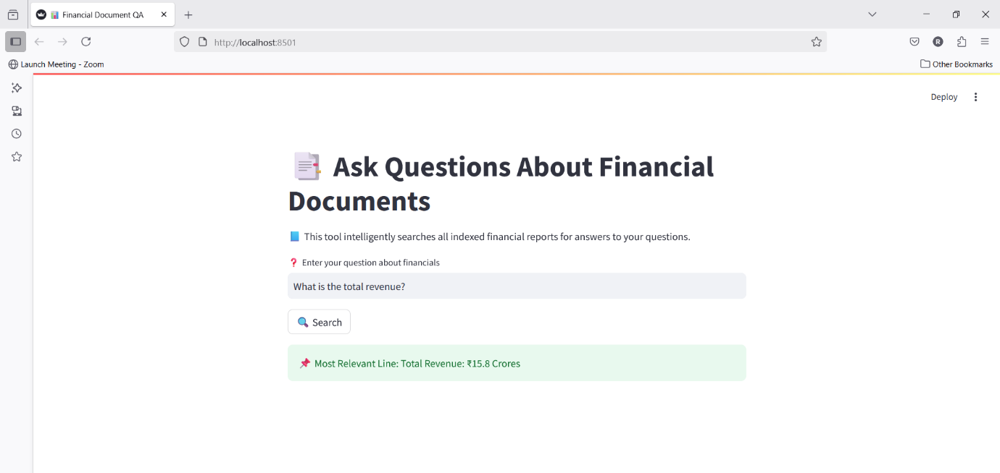 Financial Document QA
http://localhost:8501
R
Launch Meeting - Zoom
Other Bookmarks
Deploy
Ask Questions About Financial
Documents
This tool intelligently searches all indexed financial reports for answers to your questions.
Enter your question about financials
What is the total revenue?
Search
Most Relevant Line: Total Revenue: ₹15.8 Crores